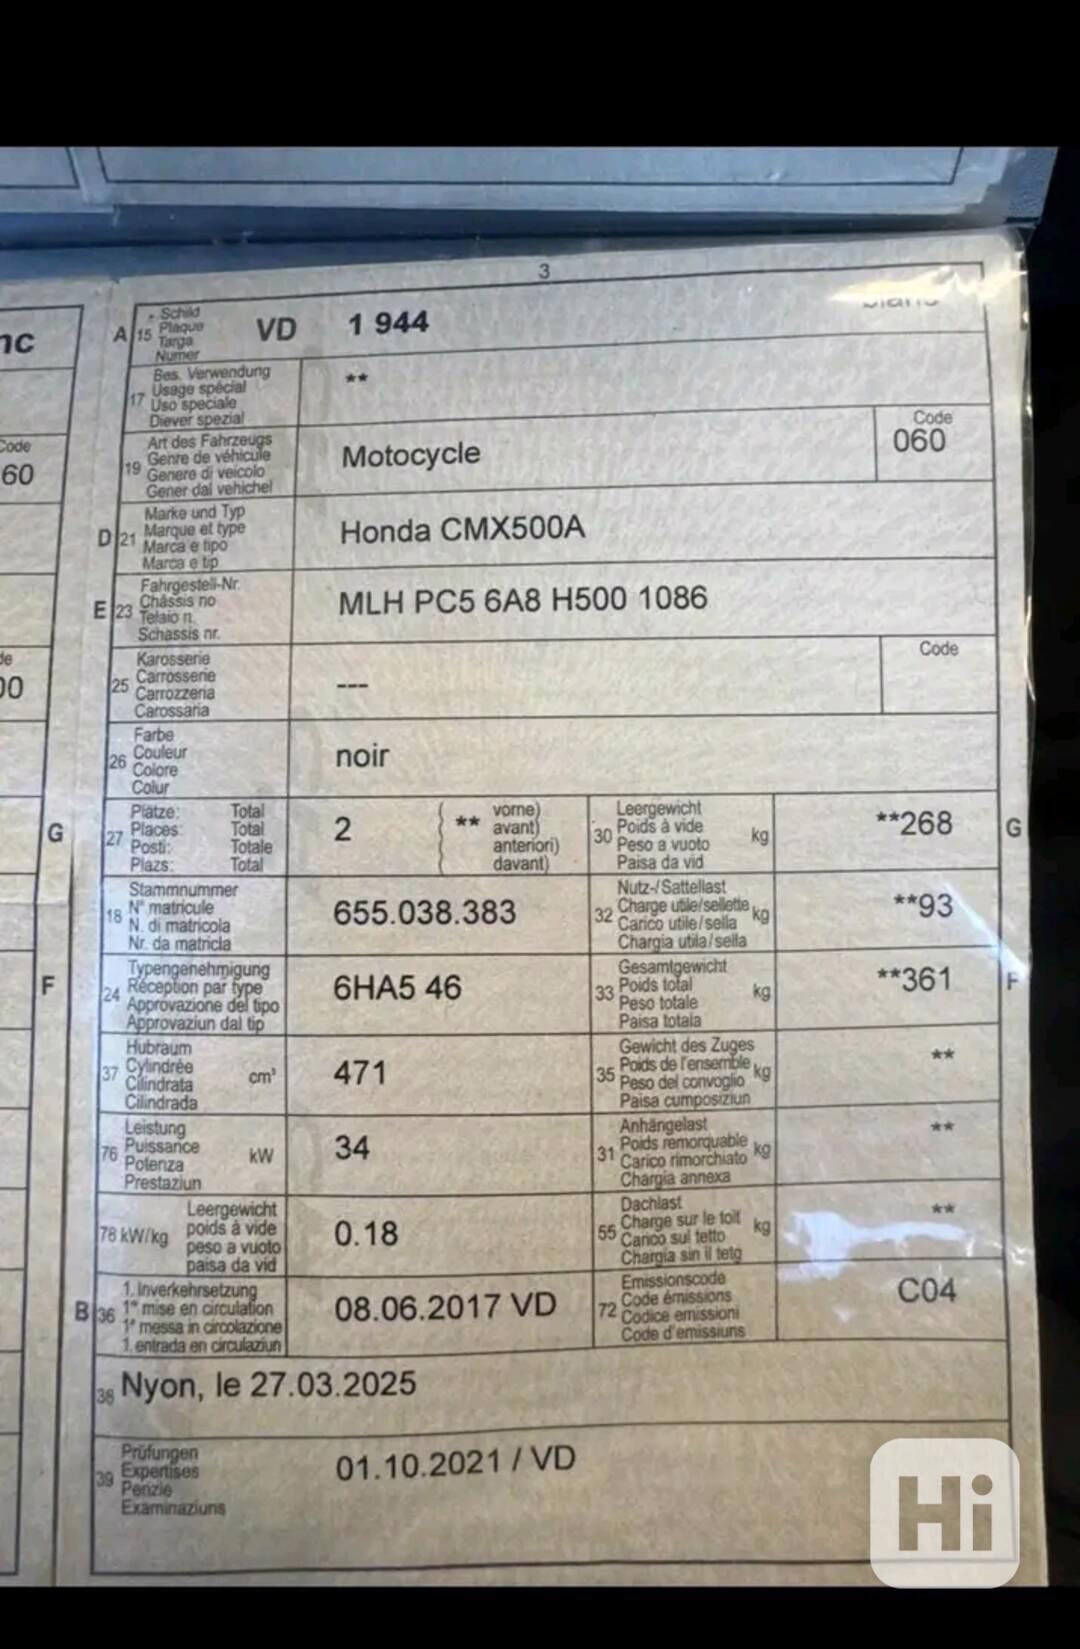 3
A 15 Schild VD 1 944
Plaque
Targa
Numer
nc
Bes. Verwendung
17 Usage spécial **
Uso speciale
Diever spezial
Code
60
Art des Fahrzeugs
19 Genre de véhicule Motocycle Code
Genere di veicolo 060
Gener dal vehichel
D 21 Marke und Typ Honda CMX500A
Marque et type
Marca e tipo
Marca e tip
E 23 Fahrgestell-Nr. MLH PC5 6A8 H500 1086
Châssis no
Telaio n.
Schassis nr.
25 Karosserie --- Code
Carrosserie
Carrozzeria
Carossaria
26 Farbe noir
Couleur
Colore
Colur
G 27 Plätze: Total 2 ( ** vorne)
Places: Total avant)
Posti: Totale anteriori)
Plazs: Total davant)
30 Leergewicht kg **268 G
Poids à vide
Peso a vuoto
Paisa da vid
18 Stammnummer 655.038.383
N° matricule
N. di matricola
Nr. da matricla
32 Nutz-/Sattellast kg **93
Charge utile/sellette
Carico utile/sella
Chargia utila/sella
F 24 Typengenehmigung 6HA5 46
Réception par type
Approvazione del tipo
Approvaziun dal tip
33 Gesamtgewicht kg **361 F
Poids total
Peso totale
Paisa totala
37 Hubraum cm³ 471
Cylindrée
Cilindrata
Cilindrada
35 Gewicht des Zuges kg **
Poids de l'ensemble
Peso del convoglio
Paisa cumposiziun
76 Leistung kW 34
Puissance
Potenza
Prestaziun
31 Anhängelast kg **
Poids remorquable
Carico rimorchiato
Chargia annexa
78 kW/kg Leergewicht 0.18
poids à vide
peso a vuoto
paisa da vid
55 Dachlast kg **
Charge sur le toit
Carico sul tetto
Chargia sin il tetg
B 36 1. Inverkehrsetzung 08.06.2017 VD
1re mise en circulation
1a messa in circolazione
1. entrada en circulaziun
72 Emissionscode C04
Code émissions
Codice emissioni
Code d'emissiuns
38 Nyon, le 27.03.2025
39 Prüfungen 01.10.2021 / VD
Expertises
Perizie
Examinaziuns
Hi